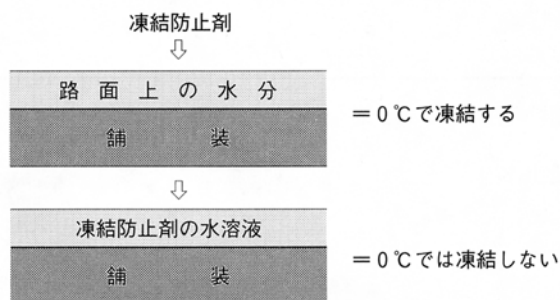 凍結防止剤
路面上の水分
＝0℃で凍結する
舗装
凍結防止剤の水溶液
＝0℃では凍結しない
舗装